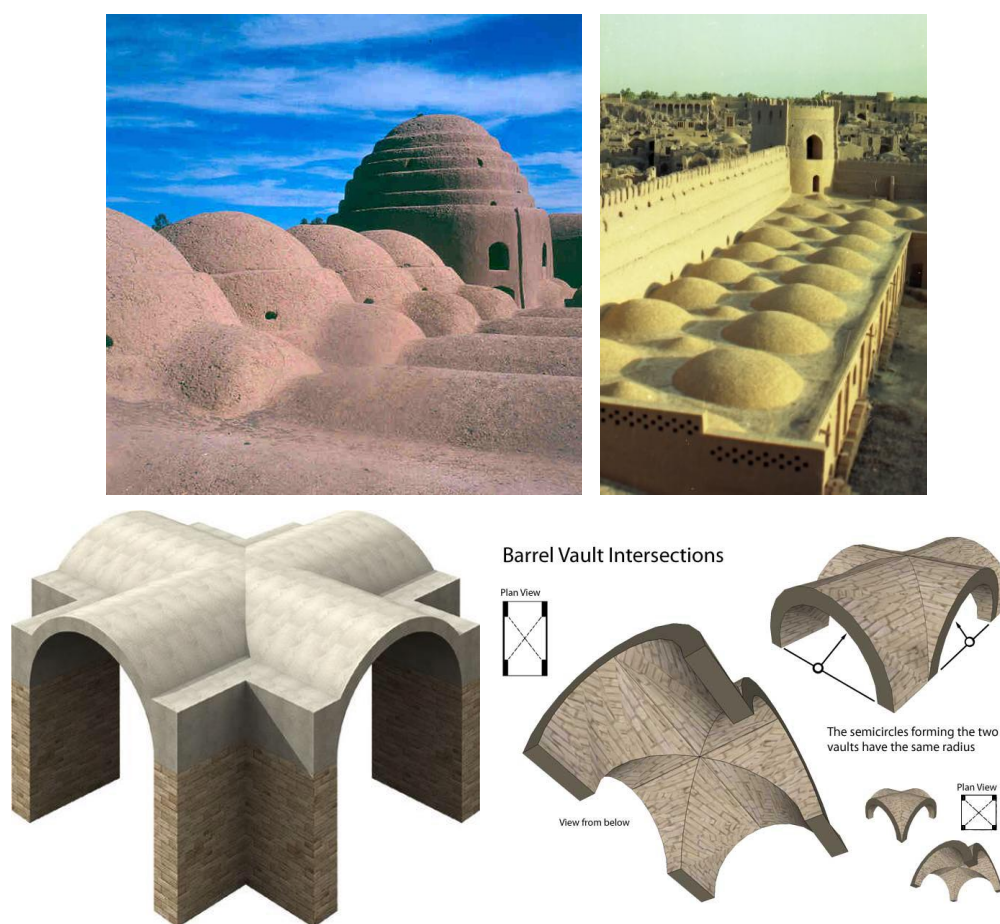 Barrel Vault Intersections
Plan View
The semicircles forming the two
vaults have the same radius
Plan View
View from below